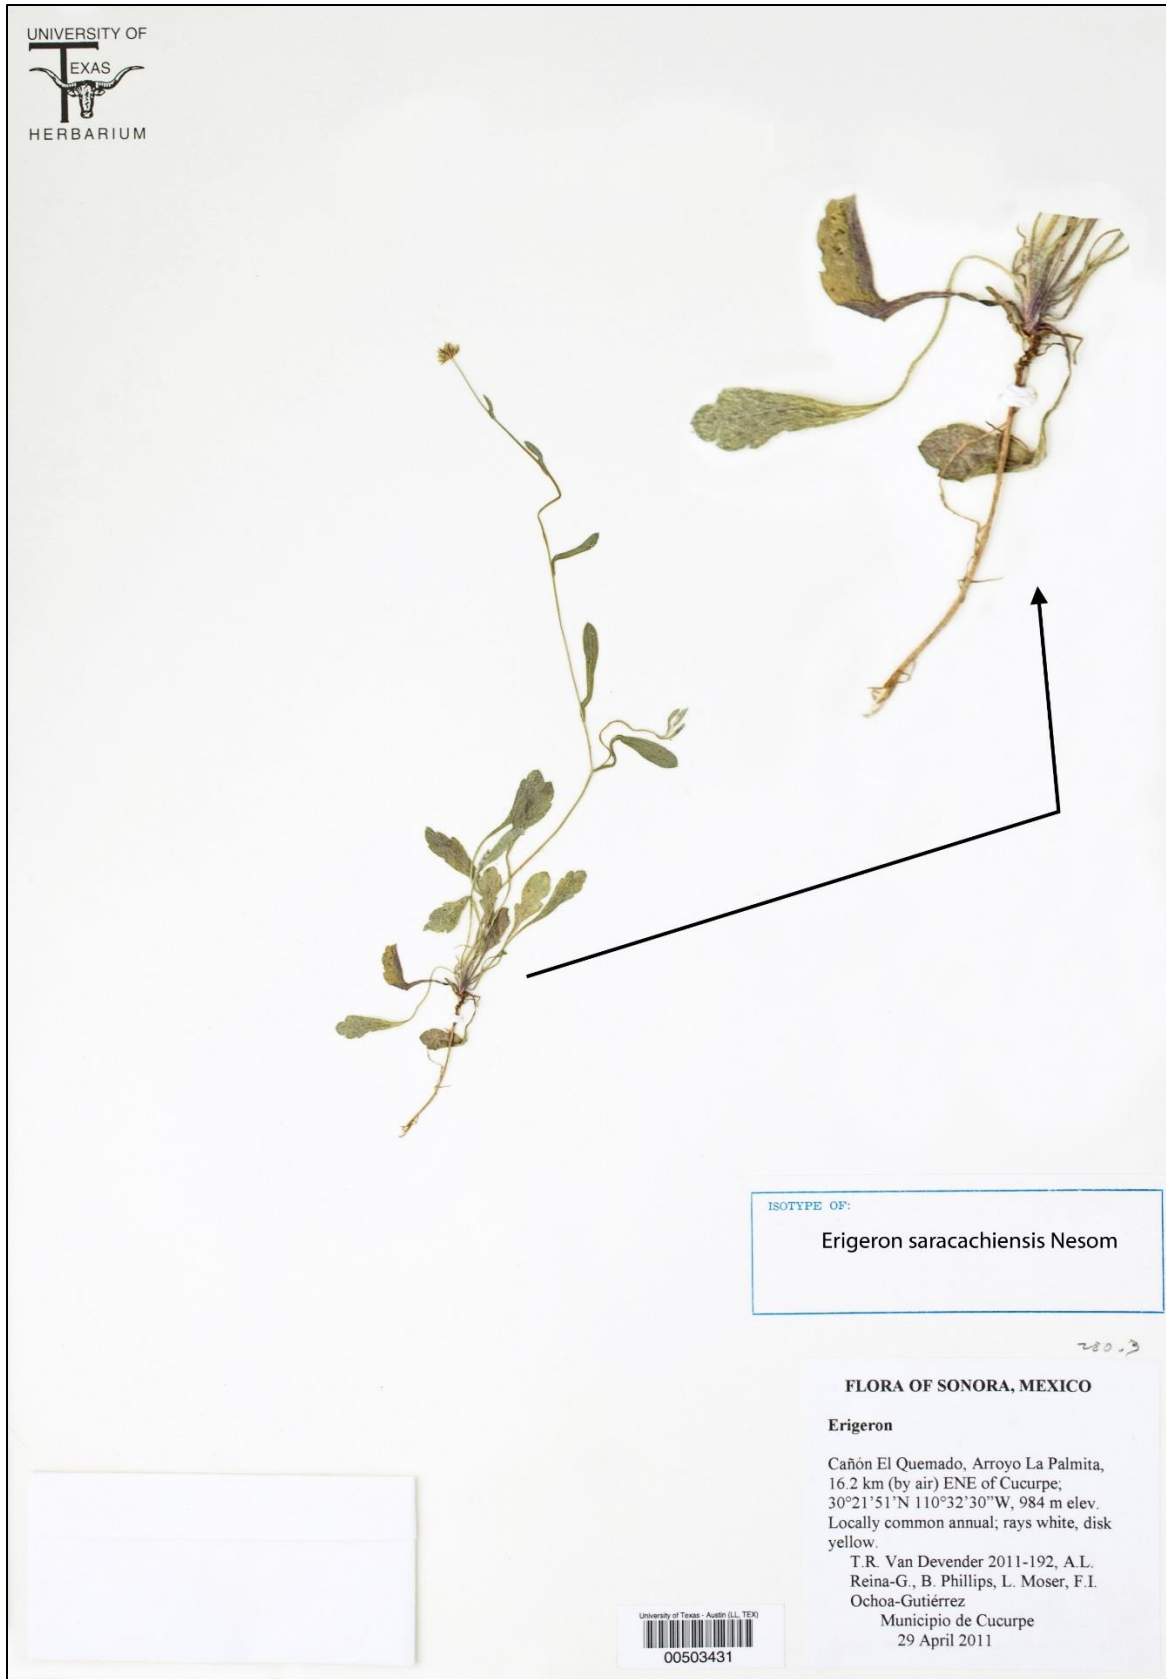 UNIVERSITY OF
TEXAS
HERBARIUM
ISOTYPE OF:
Erigeron saracachiensis Nesom
280.3
FLORA OF SONORA, MEXICO
Erigeron
Cañón El Quemado, Arroyo La Palmita,
16.2 km (by air) ENE of Cucurpe;
30°21'51'N 110°32'30”W, 984 m elev.
Locally common annual; rays white, disk
yellow.
T.R. Van Devender 2011-192, A.L.
Reina-G., B. Phillips, L. Moser, F.I.
Ochoa-Gutiérrez
Municipio de Cucurpe
29 April 2011
University of Texas - Austin (LL, TEX)
00503431